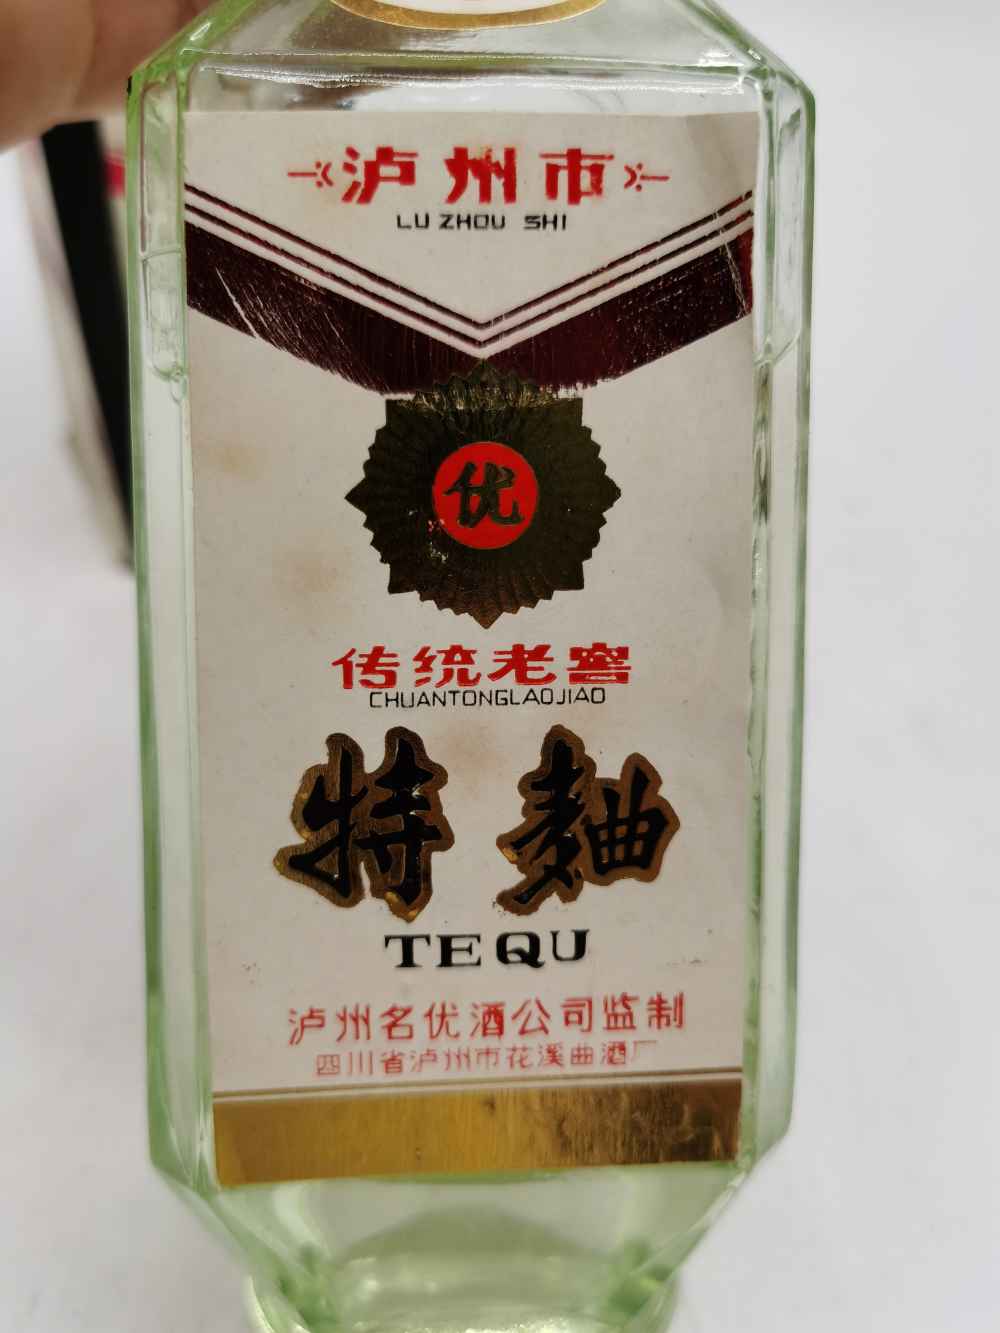 泸州市
LU ZHOU SHI
优
传统老窖
CHUANTONGLAOJIAO
特麯
TEQU
泸州名优酒公司监制
四川省泸州市花溪曲酒厂